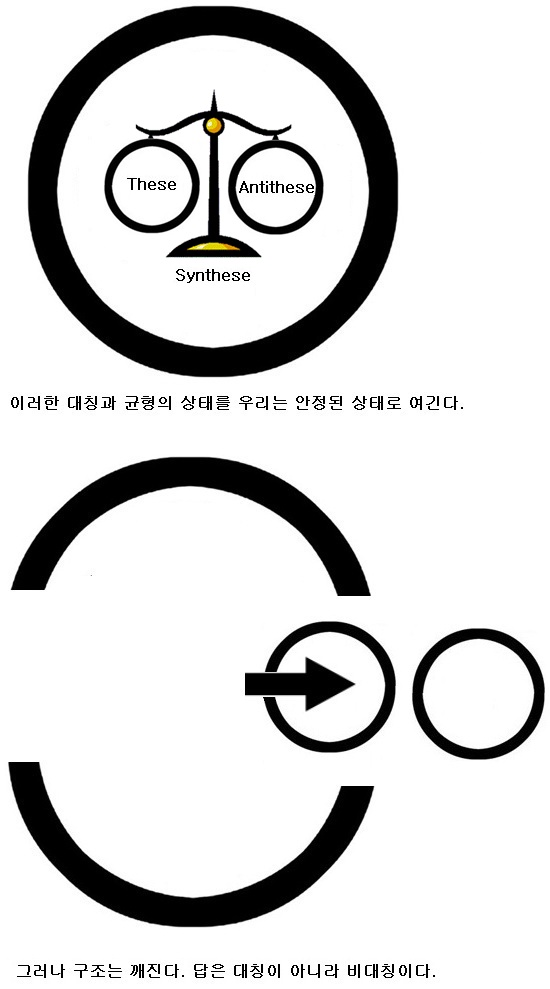 These
Antithese
Synthese
이러한 대칭과 균형의 상태를 우리는 안정된 상태로 여긴다.
그러나 구조는 깨진다. 답은 대칭이 아니라 비대칭이다.